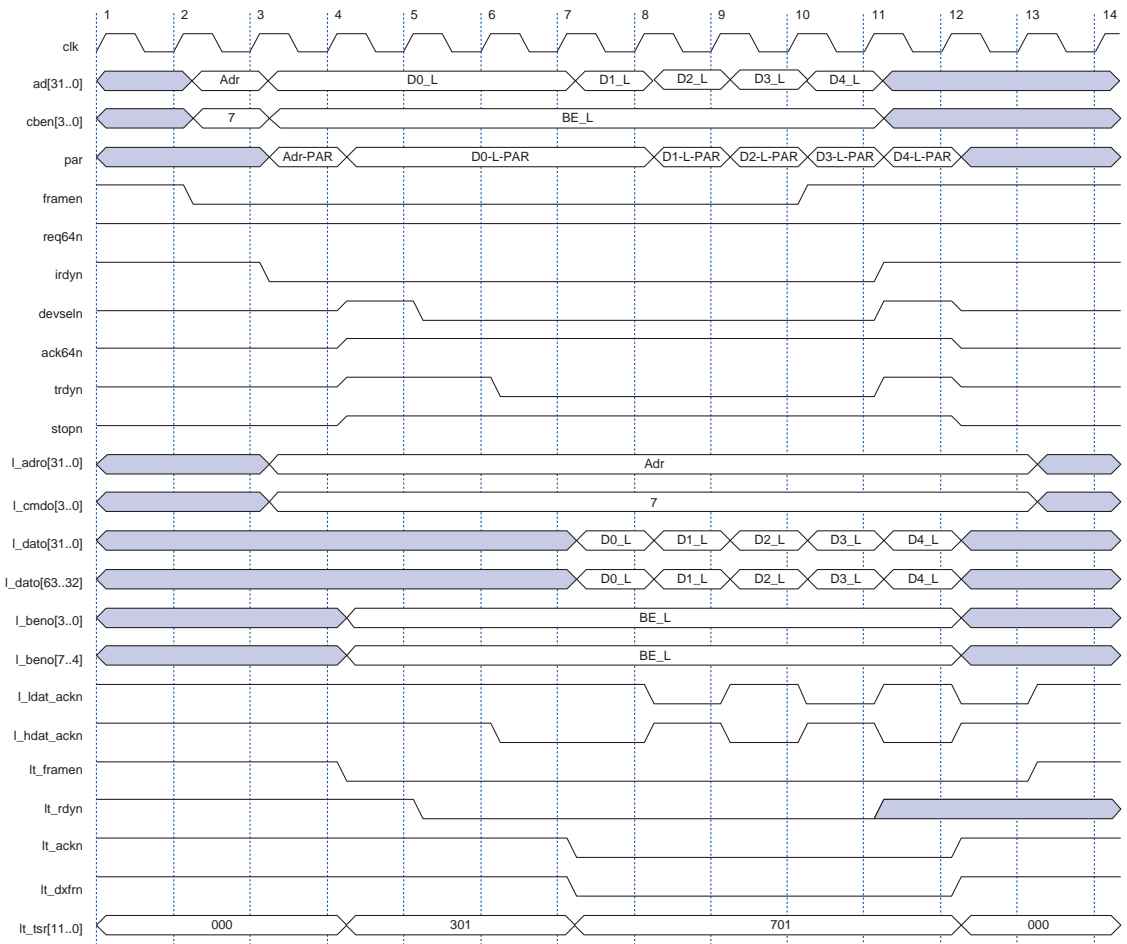 1 2 3 4 5 6 7 8 9 10 11 12 13 14
clk
ad[31..0] Adr D0_L D1_L D2_L D3_L D4_L
cben[3..0] 7 BE_L
par Adr-PAR D0-L-PAR D1-L-PAR D2-L-PAR D3-L-PAR D4-L-PAR
framen
req64n
irdyn
devseln
ack64n
trdyn
stopn
l_adro[31..0] Adr
l_cmdo[3..0] 7
l_dato[31..0] D0_L D1_L D2_L D3_L D4_L
l_dato[63..32] D0_L D1_L D2_L D3_L D4_L
l_beno[3..0] BE_L
l_beno[7..4] BE_L
l_ldat_ackn
l_hdat_ackn
lt_framen
lt_rdyn
lt_ackn
lt_dxfrn
lt_tsr[11..0] 000 301 701 000